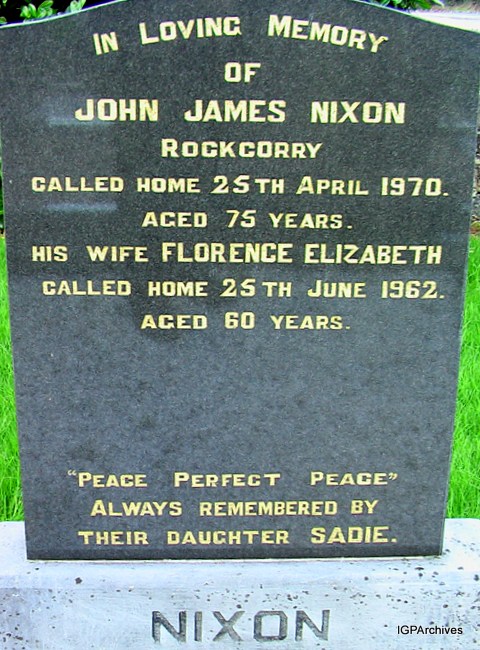 In Loving Memory
OF
JOHN JAMES NIXON
ROCKCORRY
CALLED HOME 25TH APRIL 1970.
AGED 75 YEARS.
HIS WIFE FLORENCE ELIZABETH
CALLED HOME 25TH JUNE 1962.
AGED 60 YEARS.
"PEACE PERFECT PEACE"
ALWAYS REMEMBERED BY
THEIR DAUGHTER SADIE.
NIXON
IGPArchives